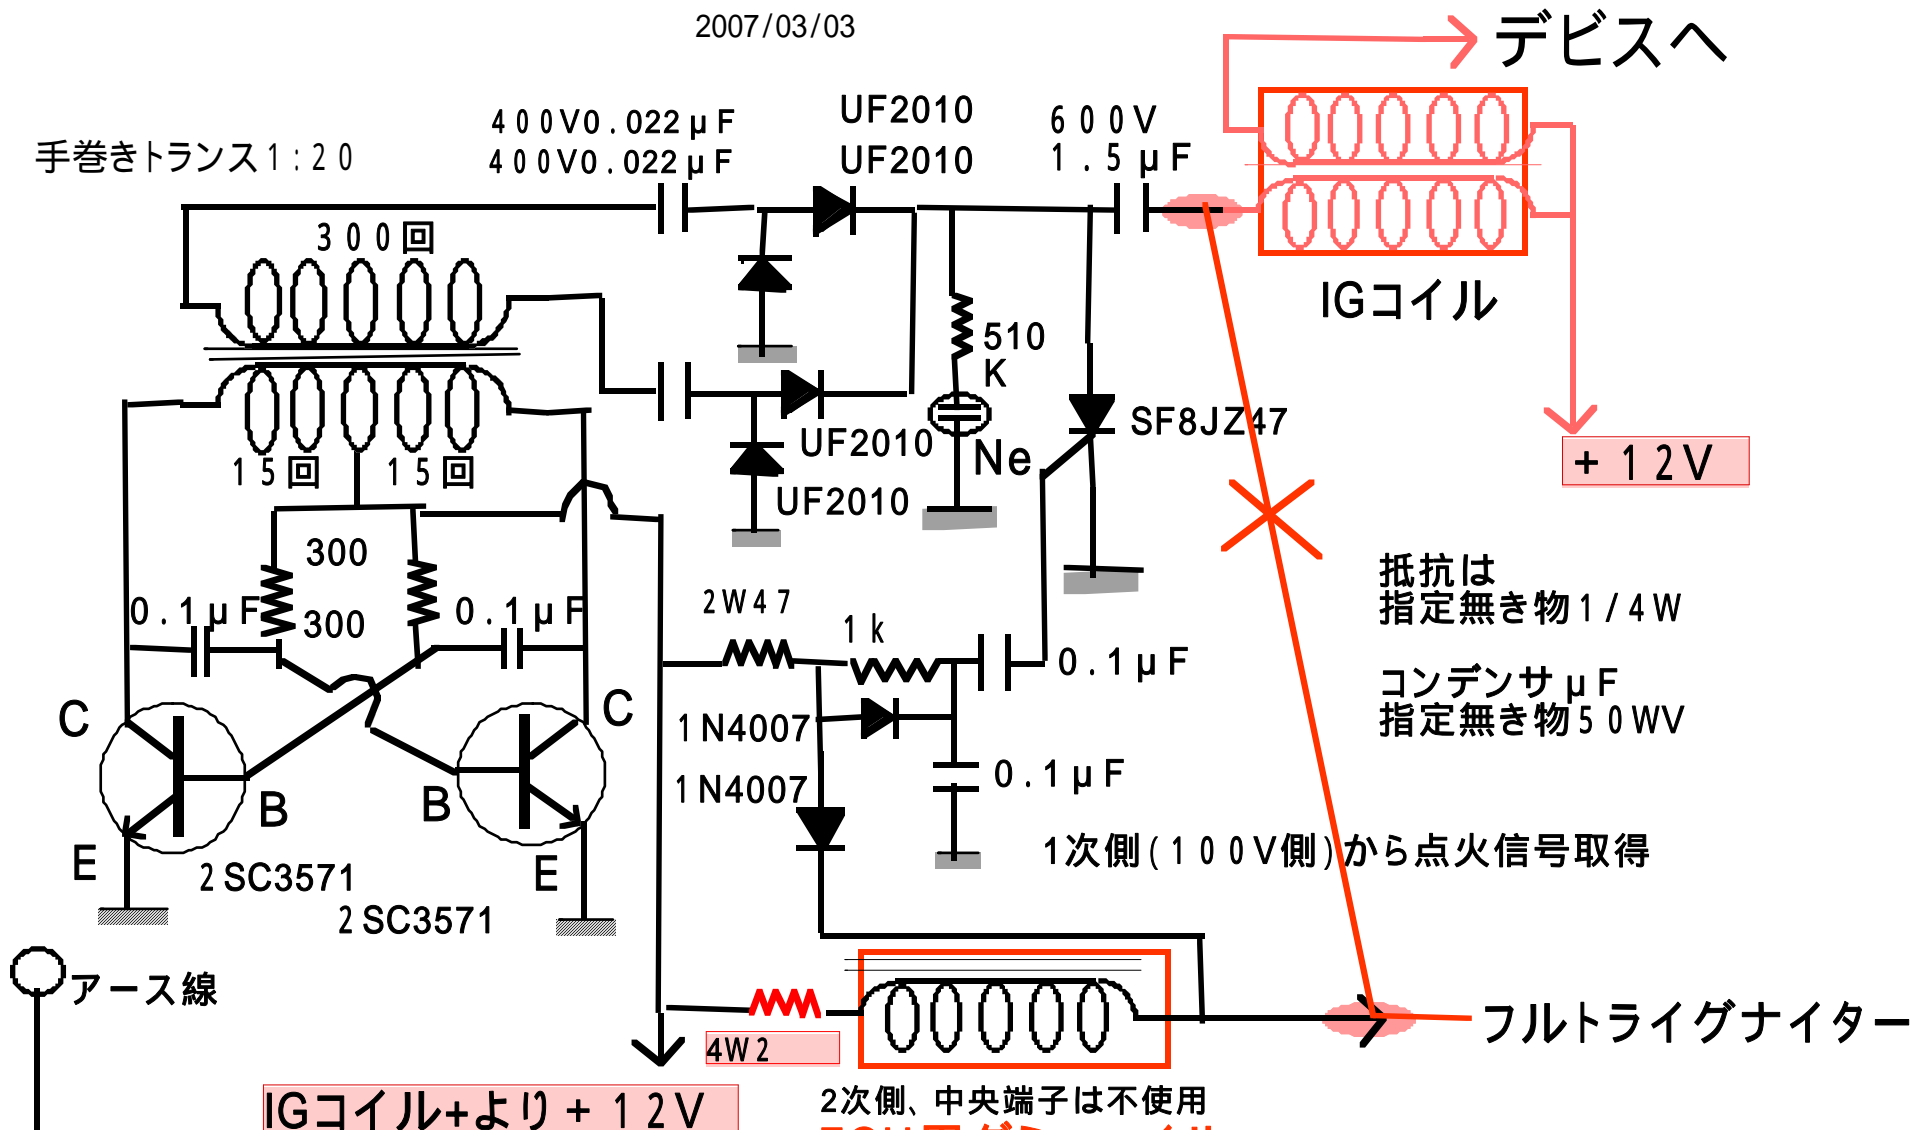 2007/03/03
デビスへ
手巻きトランス1:20
400V0.022μF
400V0.022μF
UF2010
UF2010
600V
1.5μF
300回
IGコイル
510
K
SF8JZ47
Ne
UF2010
UF2010
+12V
15回
15回
300
300
0.1μF
0.1μF
2W47
1k
0.1μF
抵抗は
指定無き物1/4W
コンデンサμF
指定無き物50WV
C
C
B
B
E
E
2SC3571
2SC3571
1N4007
1N4007
0.1μF
1次側(100V側)から点火信号取得
アース線
フルトライグナイター
4W2
IGコイル+より+12V
2次側、中央端子は不使用